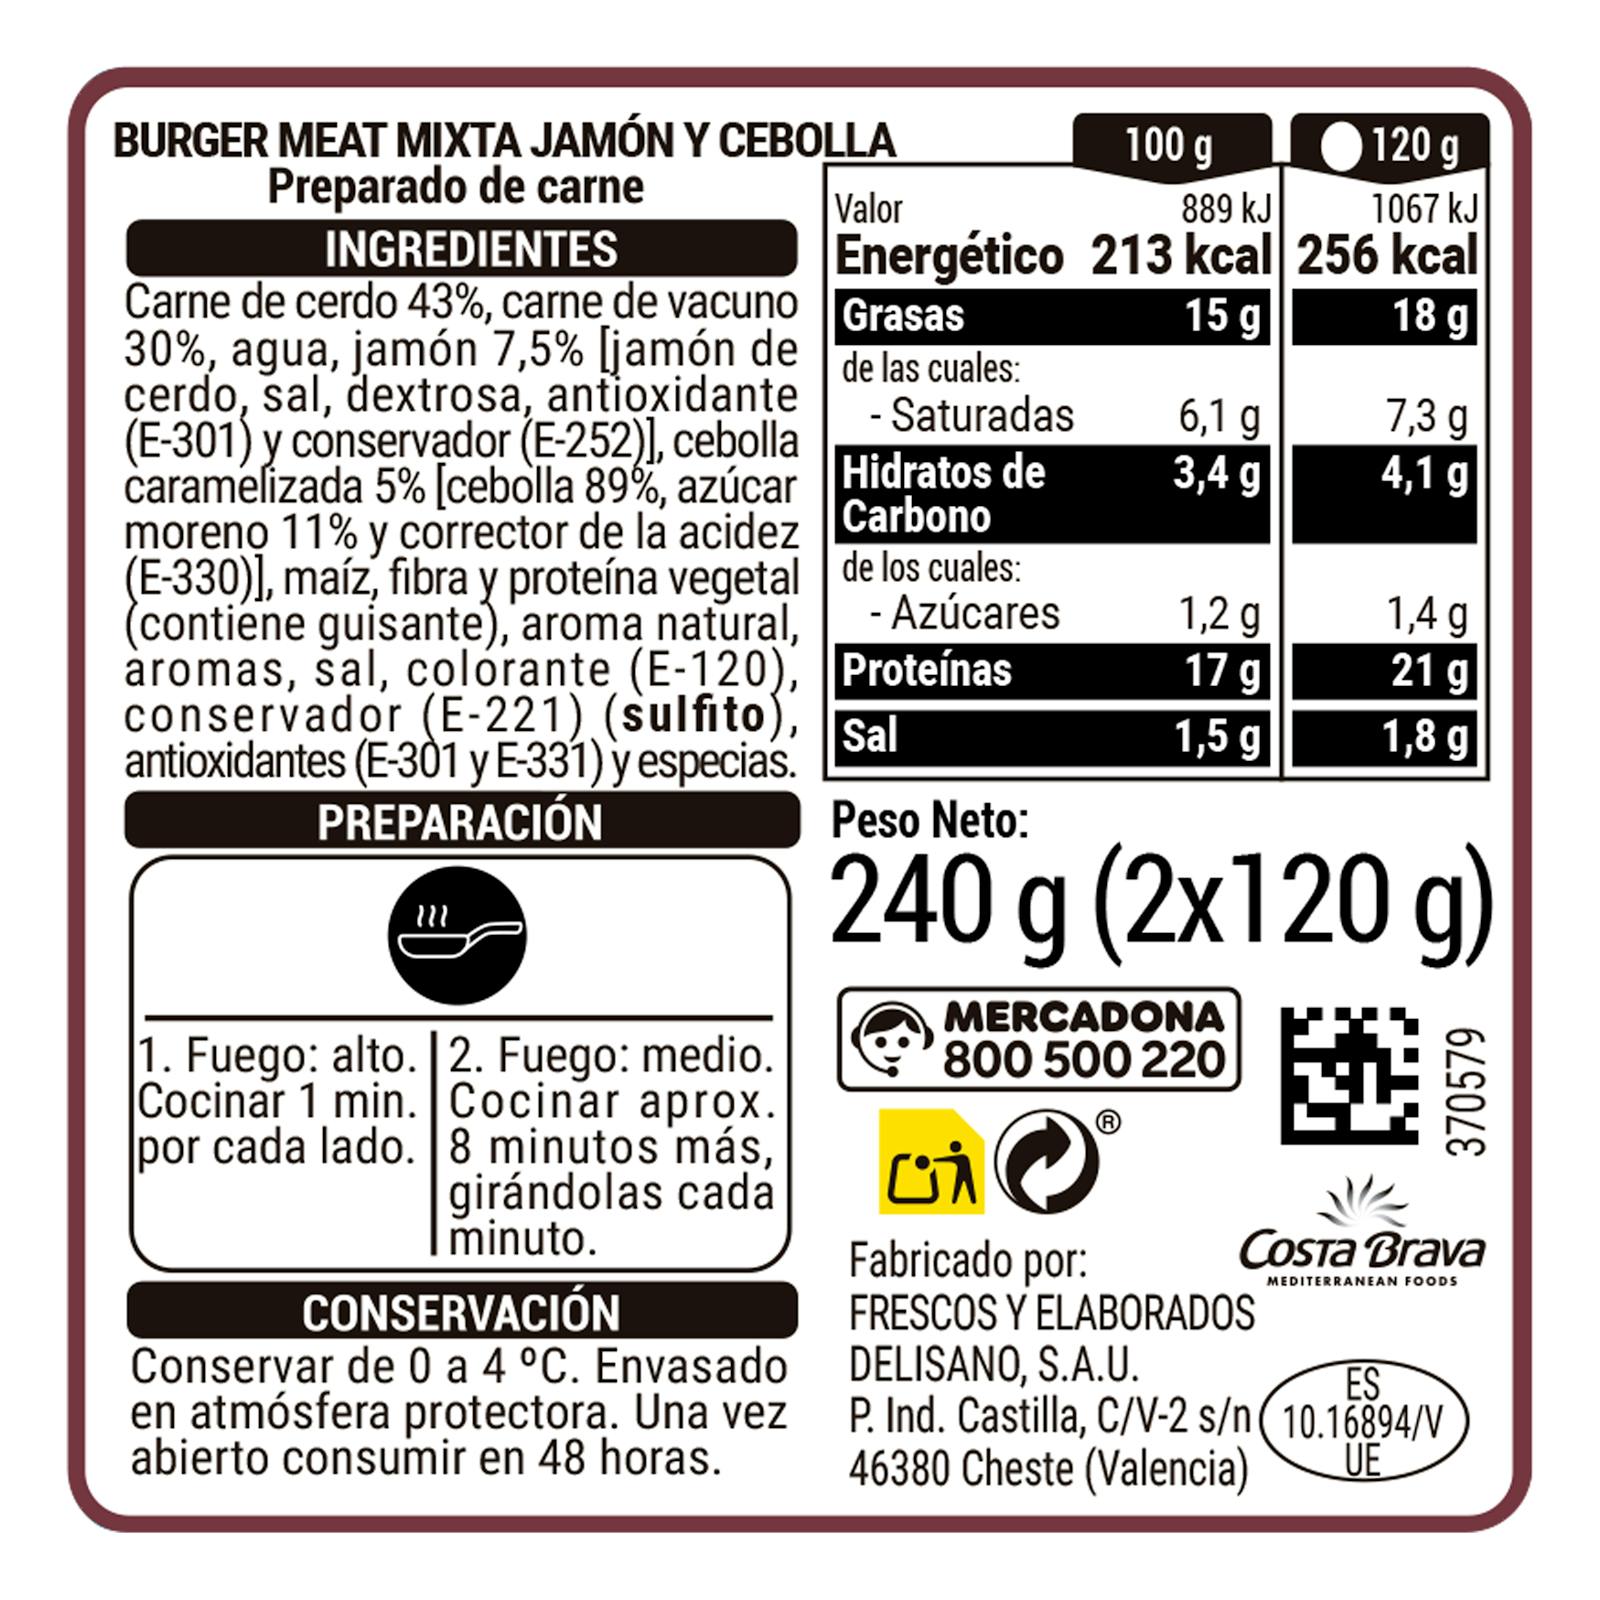 BURGER MEAT MIXTA JAMÓN Y CEBOLLA
Preparado de carne
INGREDIENTES
Carne de cerdo 43%, carne de vacuno
30%, agua, jamón 7,5% [jamón de
cerdo, sal, dextrosa, antioxidante
(E-301) y conservador (E-252)], cebolla
caramelizada 5% [cebolla 89%, azúcar
moreno 11% y corrector de la acidez
(E-330)], maíz, fibra y proteína vegetal
(contiene guisante), aroma natural,
aromas, sal, colorante (E-120),
conservador (E-221) (sulfito),
antioxidantes (E-301 y E-331) y especias.
PREPARACIÓN
1. Fuego: alto.
Cocinar 1 min.
por cada lado.
2. Fuego: medio.
Cocinar aprox.
8 minutos más,
girándolas cada
minuto.
CONSERVACIÓN
Conservar de 0 a 4 ºC. Envasado
en atmósfera protectora. Una vez
abierto consumir en 48 horas.
100 g 120 g
Valor 889 kJ 1067 kJ
Energético 213 kcal 256 kcal
Grasas 15 g 18 g
de las cuales:
- Saturadas 6,1 g 7,3 g
Hidratos de 3,4 g 4,1 g
Carbono
de los cuales:
- Azúcares 1,2 g 1,4 g
Proteínas 17 g 21 g
Sal 1,5 g 1,8 g
Peso Neto:
240 g (2x120 g)
MERCADONA
800 500 220
370579
®
Costa Brava
MEDITERRANEAN FOODS
Fabricado por:
FRESCOS Y ELABORADOS
DELISANO, S.A.U.
P. Ind. Castilla, C/V-2 s/n
46380 Cheste (Valencia)
ES
10.16894/V
UE